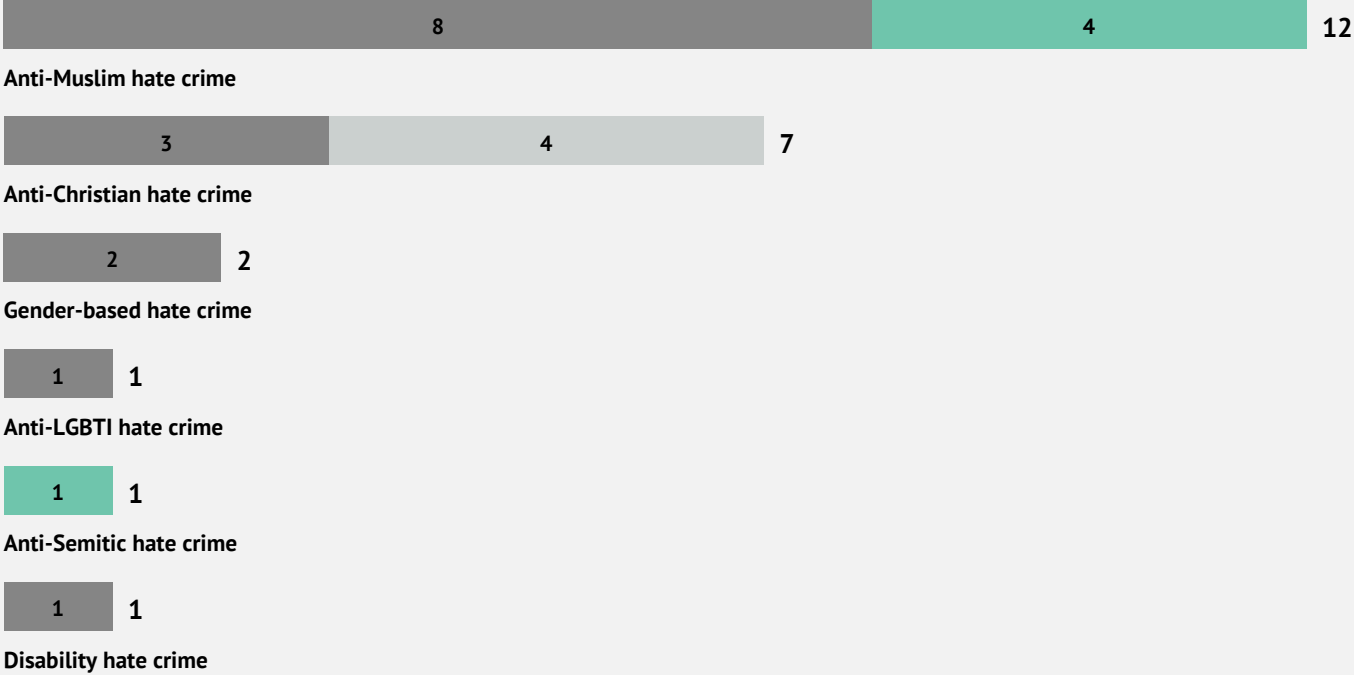 8 4 12
Anti-Muslim hate crime
3 4 7
Anti-Christian hate crime
2 2
Gender-based hate crime
1 1
Anti-LGBTI hate crime
1 1
Anti-Semitic hate crime
1 1
Disability hate crime